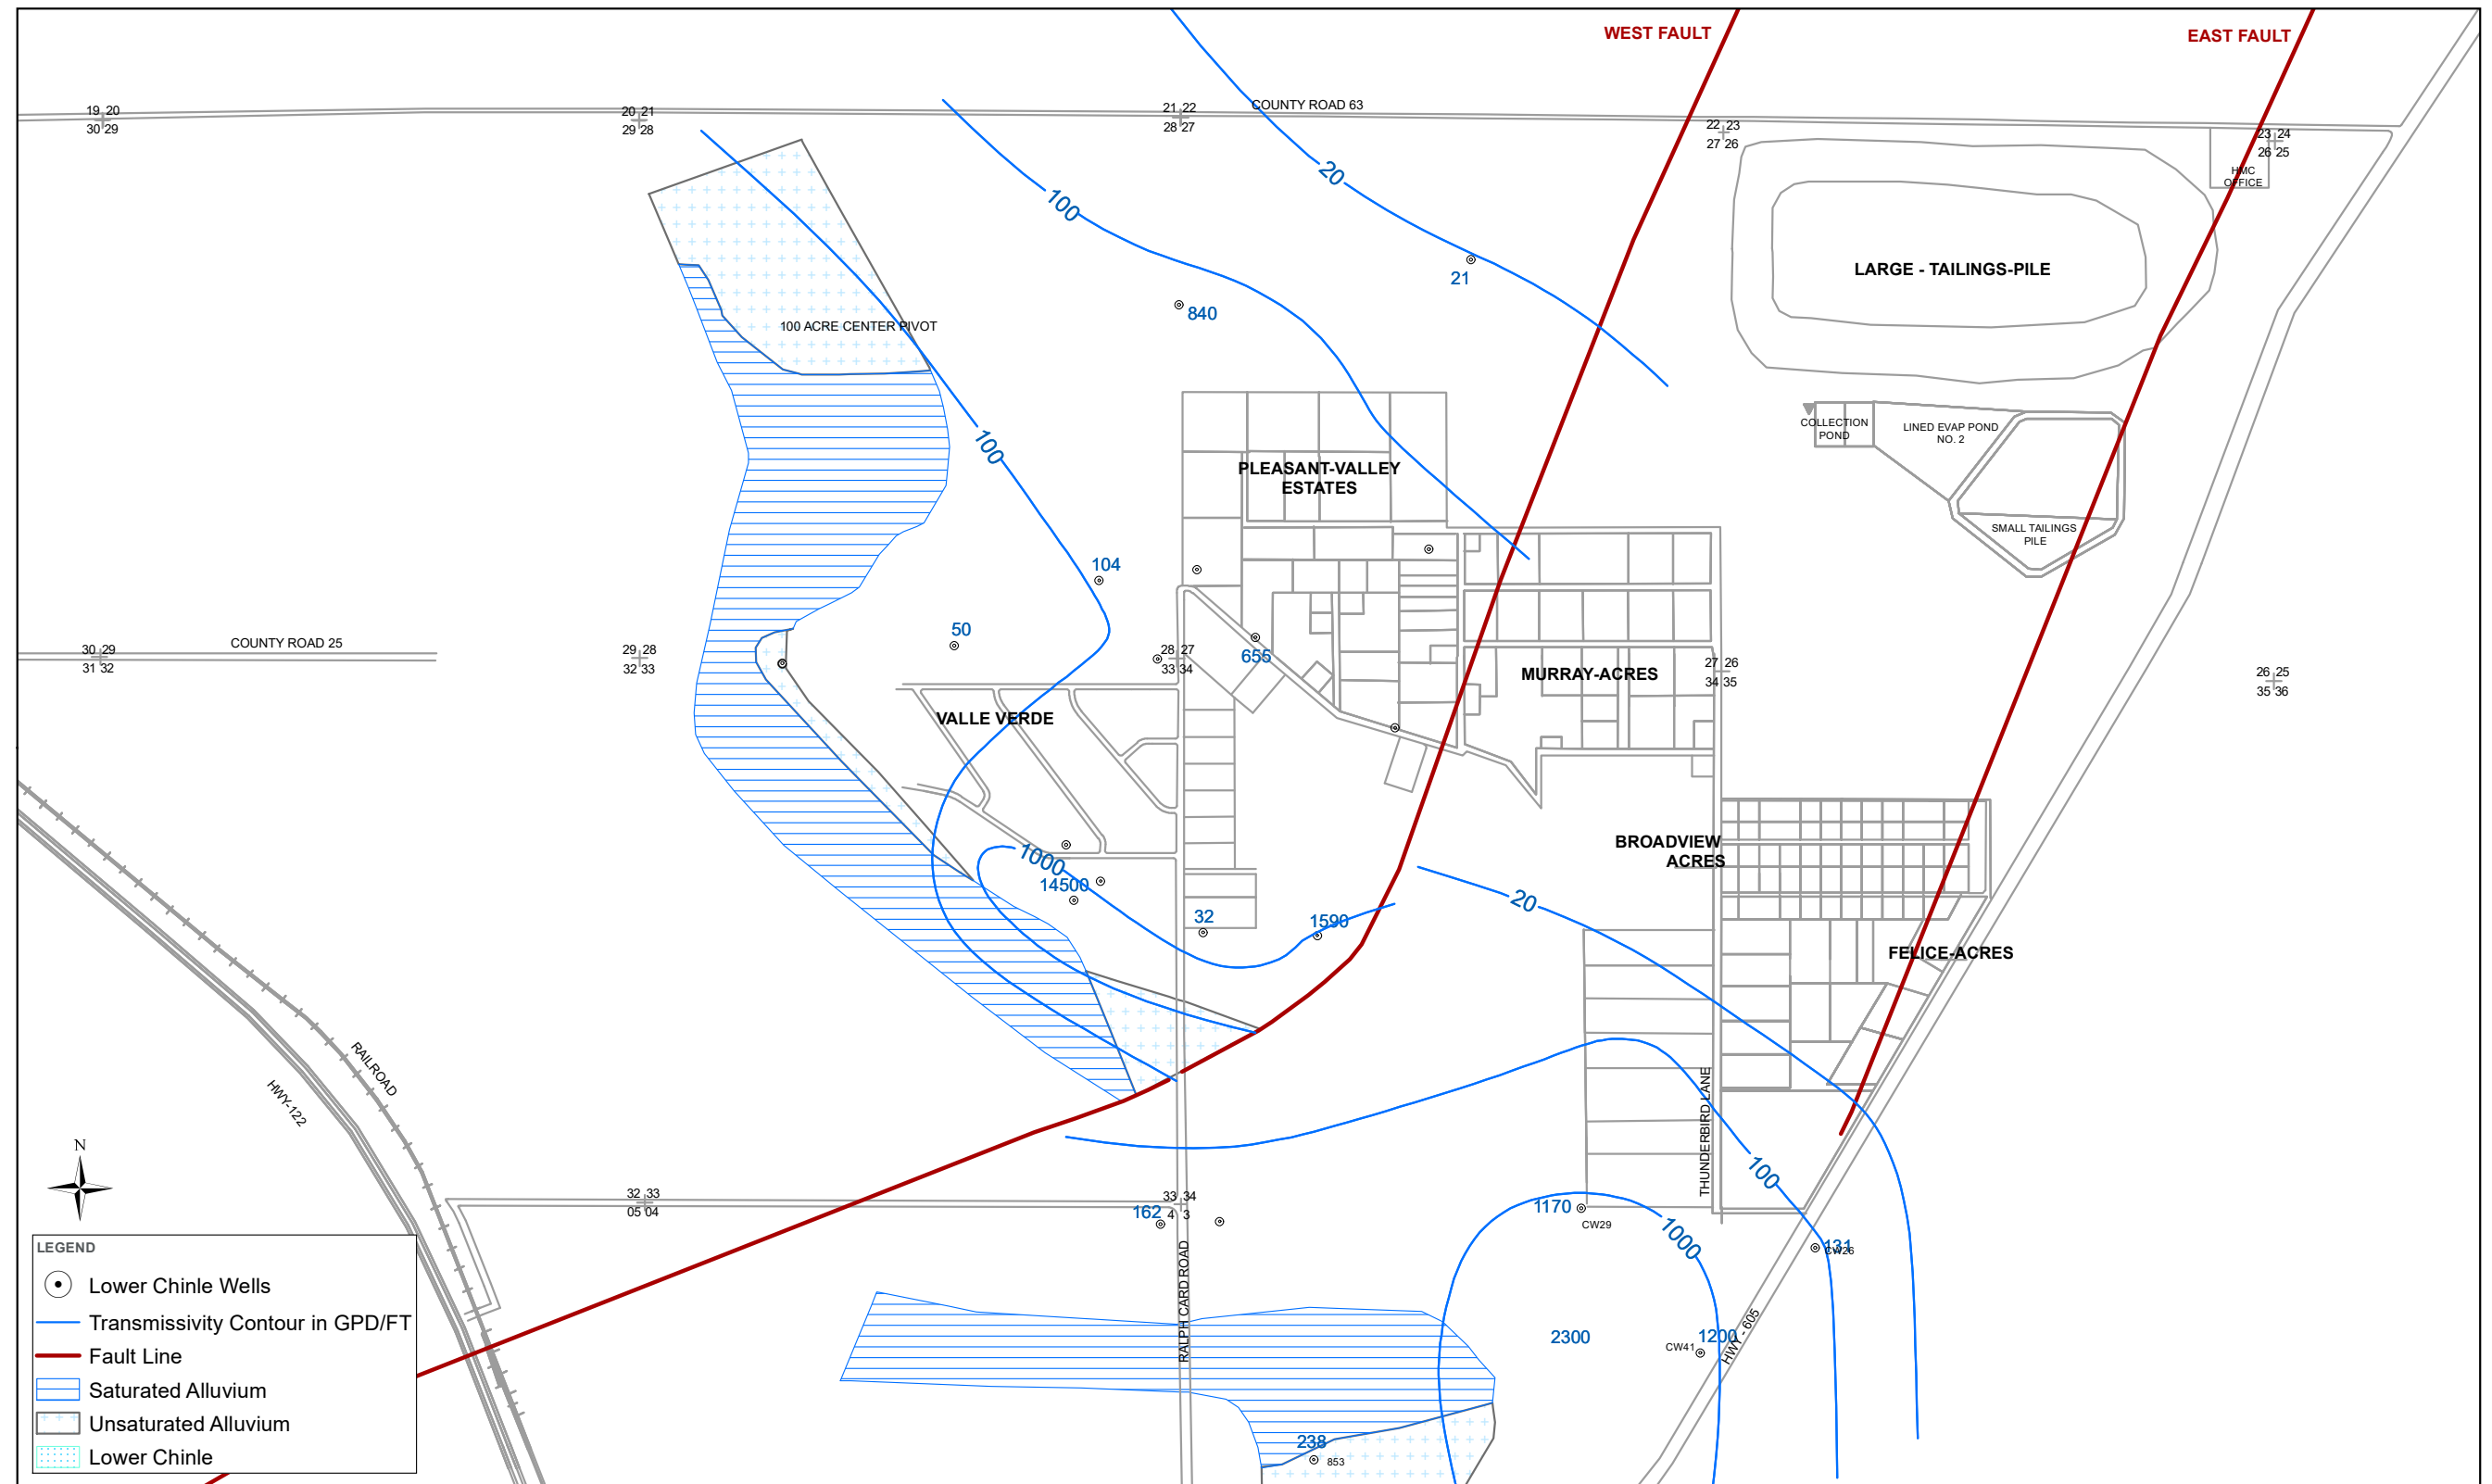 WEST FAULT
EAST FAULT
COUNTY ROAD 63
19 20
30 29
20 21
29 28
21 22
28 27
22 23
27 26
23 24
26 25
HMC
OFFICE
20
100
21
840
LARGE - TAILINGS-PILE
100 ACRE CENTER PIVOT
100
COLLECTION
POND
LINED EVAP POND
NO. 2
PLEASANT-VALLEY
ESTATES
SMALL TAILINGS
PILE
104
50
655
COUNTY ROAD 25
30 29
31 32
29 28
32 33
28 27
33 34
27 26
34 35
26 25
35 36
MURRAY-ACRES
VALLE VERDE
BROADVIEW
ACRES
1000
14500
32
1590
20
FELICE-ACRES
RAILROAD
HWY-122
THUNDERBIRD LANE
100
N
32 33
05 04
33 34
4 3
162
1170
CW29
1000
131
CW26
RALPH CARD ROAD
2300
1200
CW41
HWY - 605
238
853
LEGEND
Lower Chinle Wells
Transmissivity Contour in GPD/FT
Fault Line
Saturated Alluvium
Unsaturated Alluvium
Lower Chinle